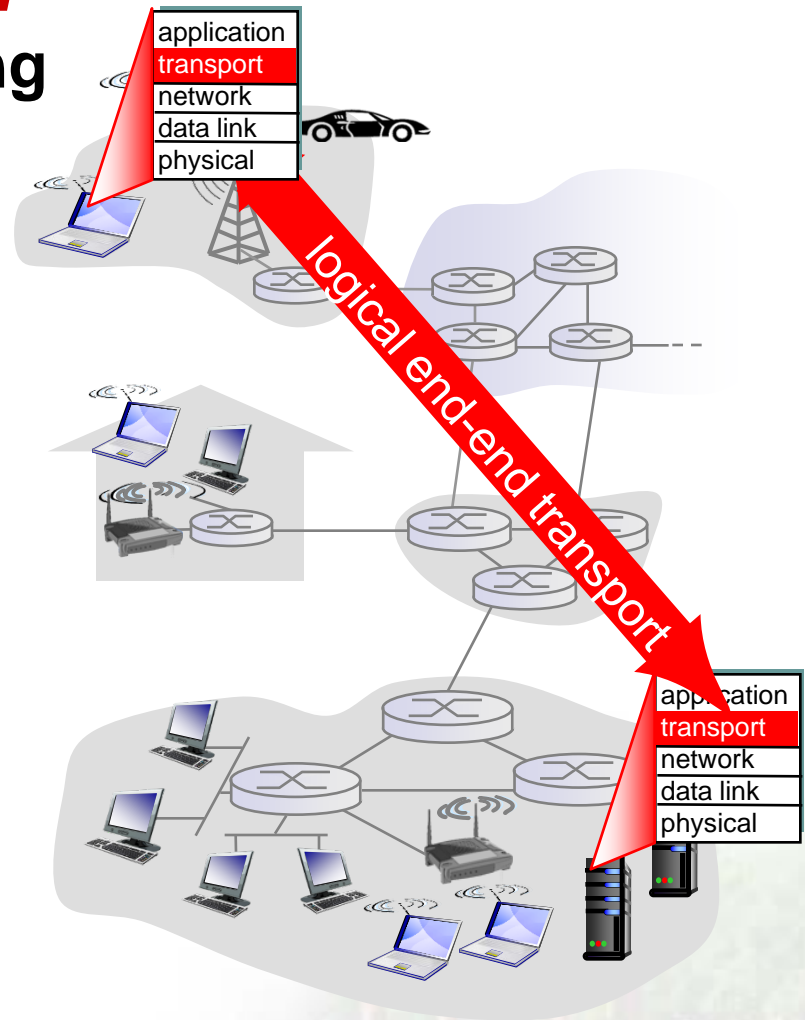 ng
application
transport
network
data link
physical
logical end-end transport
application
transport
network
data link
physical